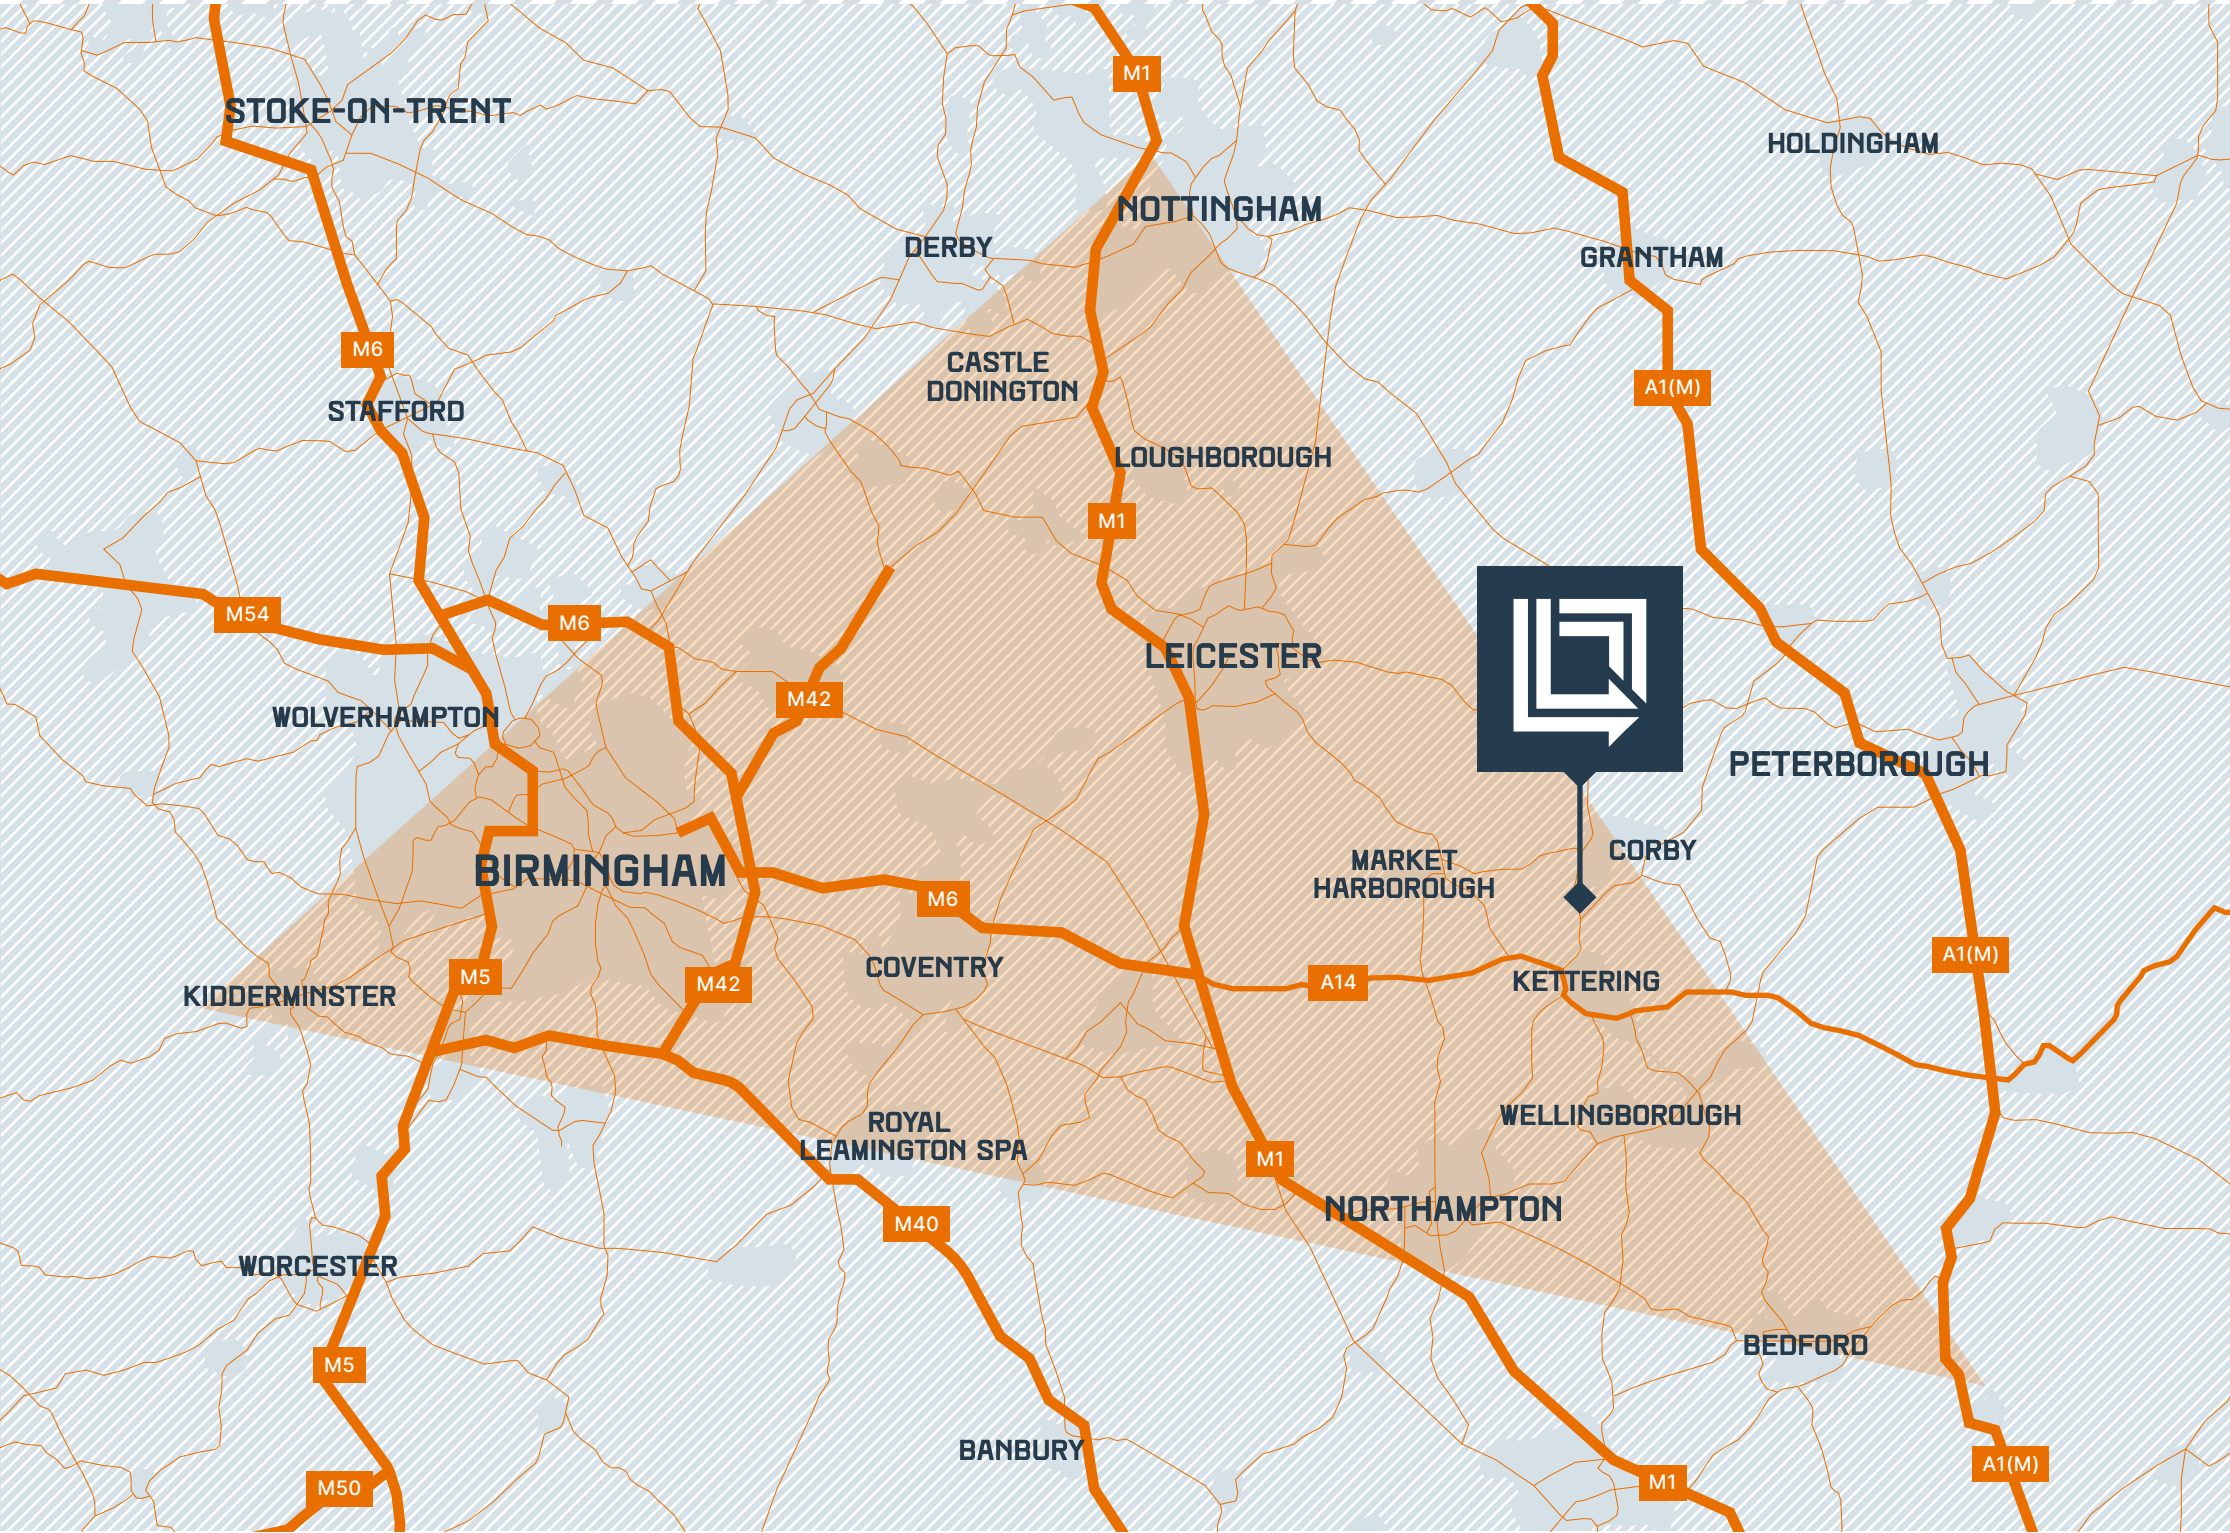 M1
STOKE-ON-TRENT
HOLDINGHAM
NOTTINGHAM
DERBY
GRANTHAM
M6
CASTLE
DONINGTON
A1(M)
STAFFORD
LOUGHBOROUGH
M1
M54
M6
LEICESTER
M42
WOLVERHAMPTON
PETERBOROUGH
BIRMINGHAM
MARKET
HARBOROUGH
CORBY
M6
A1(M)
COVENTRY
M5
M42
A14
KETTERING
KIDDERMINSTER
ROYAL
LEAMINGTON SPA
WELLINGBOROUGH
M1
NORTHAMPTON
M40
WORCESTER
BEDFORD
M5
BANBURY
A1(M)
M50
M1